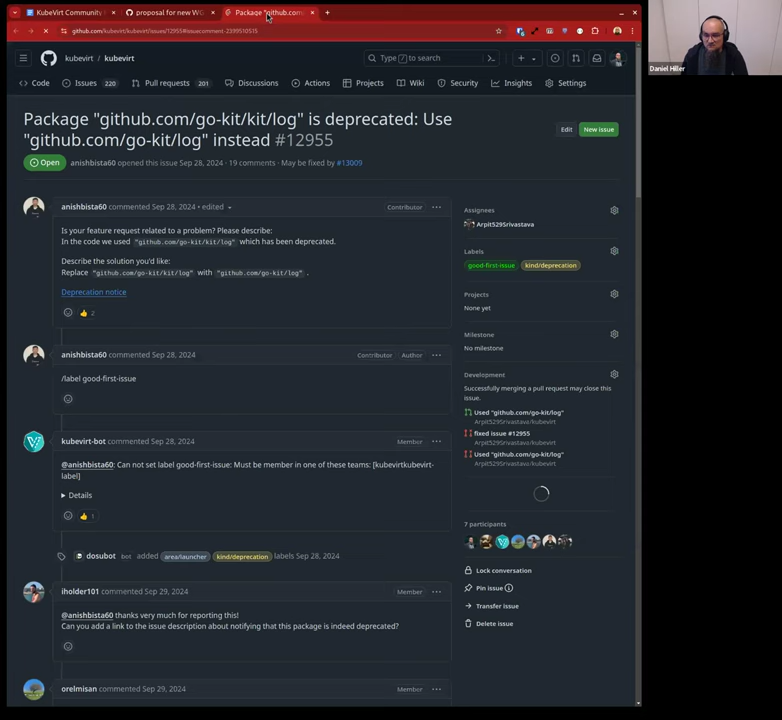 KubeVirt Community
proposal for new WG
Package "github.com
github.com/kubevirt/kubevirt/issues/12955#issuecomment-2399510515
kubevirt / kubevirt
Type / to search
Code
Issues 220
Pull requests 201
Discussions
Actions
Projects
Wiki
Security
Insights
Settings
Daniel Hiller
Package "github.com/go-kit/kit/log" is deprecated: Use
"github.com/go-kit/log" instead #12955
Edit
New issue
Open
anishbista60 opened this issue Sep 28, 2024 · 19 comments · May be fixed by #13009
anishbista60 commented Sep 28, 2024 · edited
Contributor
Is your feature request related to a problem? Please describe:
In the code we used "github.com/go-kit/kit/log" which has been deprecated.
Describe the solution you'd like:
Replace "github.com/go-kit/kit/log" with "github.com/go-kit/log" .
Deprecation notice
2
anishbista60 commented Sep 28, 2024
Contributor
Author
/label good-first-issue
kubevirt-bot commented Sep 28, 2024
Member
@anishbista60: Can not set label good-first-issue: Must be member in one of these teams: [kubevirtkubevirt-
label]
Details
1
dosubot bot added area/launcher kind/deprecation labels Sep 28, 2024
iholder101 commented Sep 29, 2024
Member
@anishbista60 thanks very much for reporting this!
Can you add a link to the issue description about notifying that this package is indeed deprecated?
orelmisan commented Sep 29, 2024
Member
Assignees
Arpit529Srivastava
Labels
good-first-issue
kind/deprecation
Projects
None yet
Milestone
No milestone
Development
Successfully merging a pull request may close this
issue.
Used "github.com/go-kit/log"
Arpit529Srivastava/kubevirt
fixed issue #12955
Arpit529Srivastava/kubevirt
Used "github.com/go-kit/log"
Arpit529Srivastava/kubevirt
7 participants
Lock conversation
Pin issue
Transfer issue
Delete issue